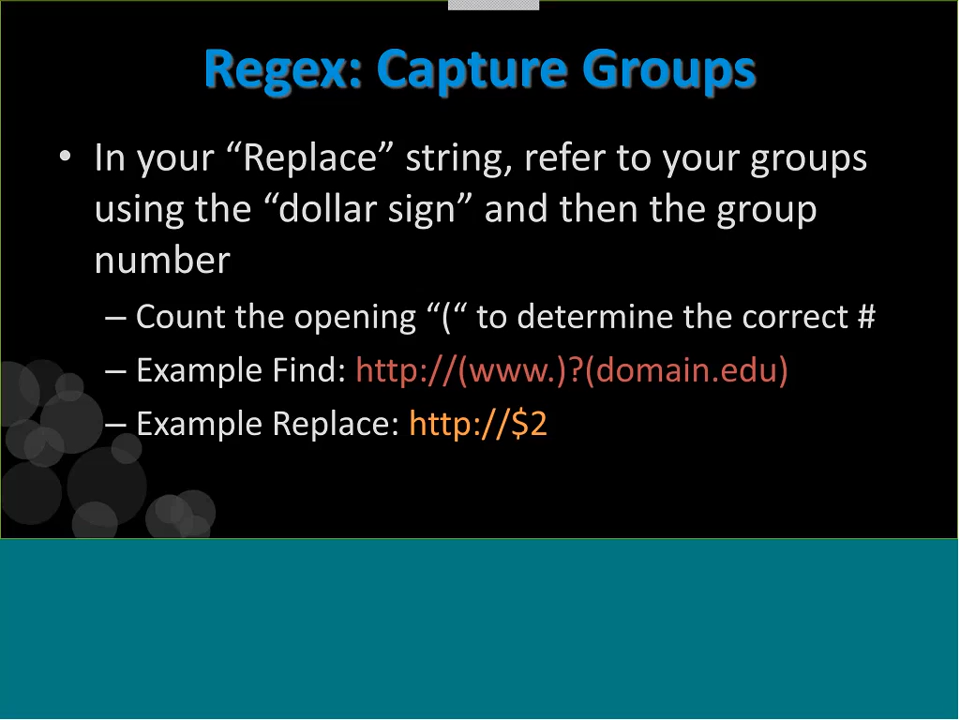 Regex: Capture Groups
• In your “Replace” string, refer to your groups
using the “dollar sign” and then the group
number
– Count the opening “(“ to determine the correct #
– Example Find: http://(www.)?(domain.edu)
– Example Replace: http://$2